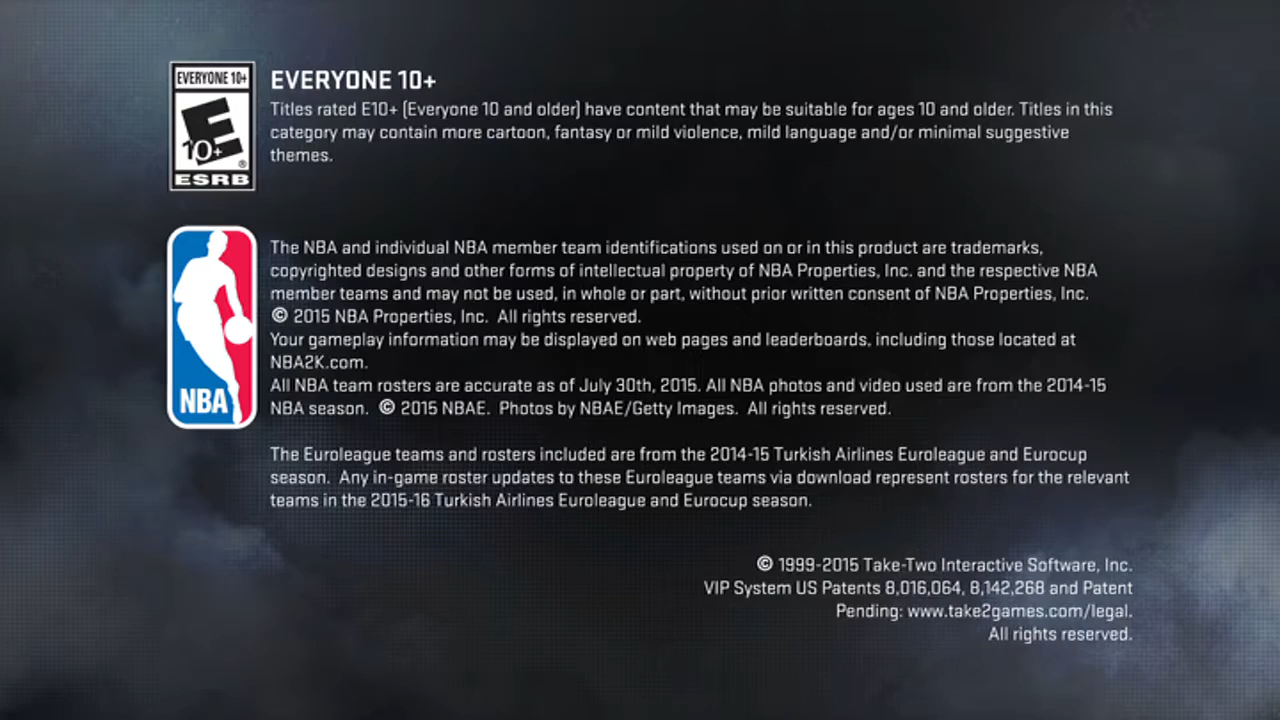 EVERYONE 10+
E
10+
®
ESRB
EVERYONE 10+
Titles rated E10+ (Everyone 10 and older) have content that may be suitable for ages 10 and older. Titles in this
category may contain more cartoon, fantasy or mild violence, mild language and/or minimal suggestive
themes.
NBA
The NBA and individual NBA member team identifications used on or in this product are trademarks,
copyrighted designs and other forms of intellectual property of NBA Properties, Inc. and the respective NBA
member teams and may not be used, in whole or part, without prior written consent of NBA Properties, Inc.
© 2015 NBA Properties, Inc. All rights reserved.
Your gameplay information may be displayed on web pages and leaderboards, including those located at
NBA2K.com.
All NBA team rosters are accurate as of July 30th, 2015. All NBA photos and video used are from the 2014-15
NBA season. © 2015 NBAE. Photos by NBAE/Getty Images. All rights reserved.
The Euroleague teams and rosters included are from the 2014-15 Turkish Airlines Euroleague and Eurocup
season. Any in-game roster updates to these Euroleague teams via download represent rosters for the relevant
teams in the 2015-16 Turkish Airlines Euroleague and Eurocup season.
© 1999-2015 Take-Two Interactive Software, Inc.
VIP System US Patents 8,016,064, 8,142,268 and Patent
Pending: www.take2games.com/legal.
All rights reserved.